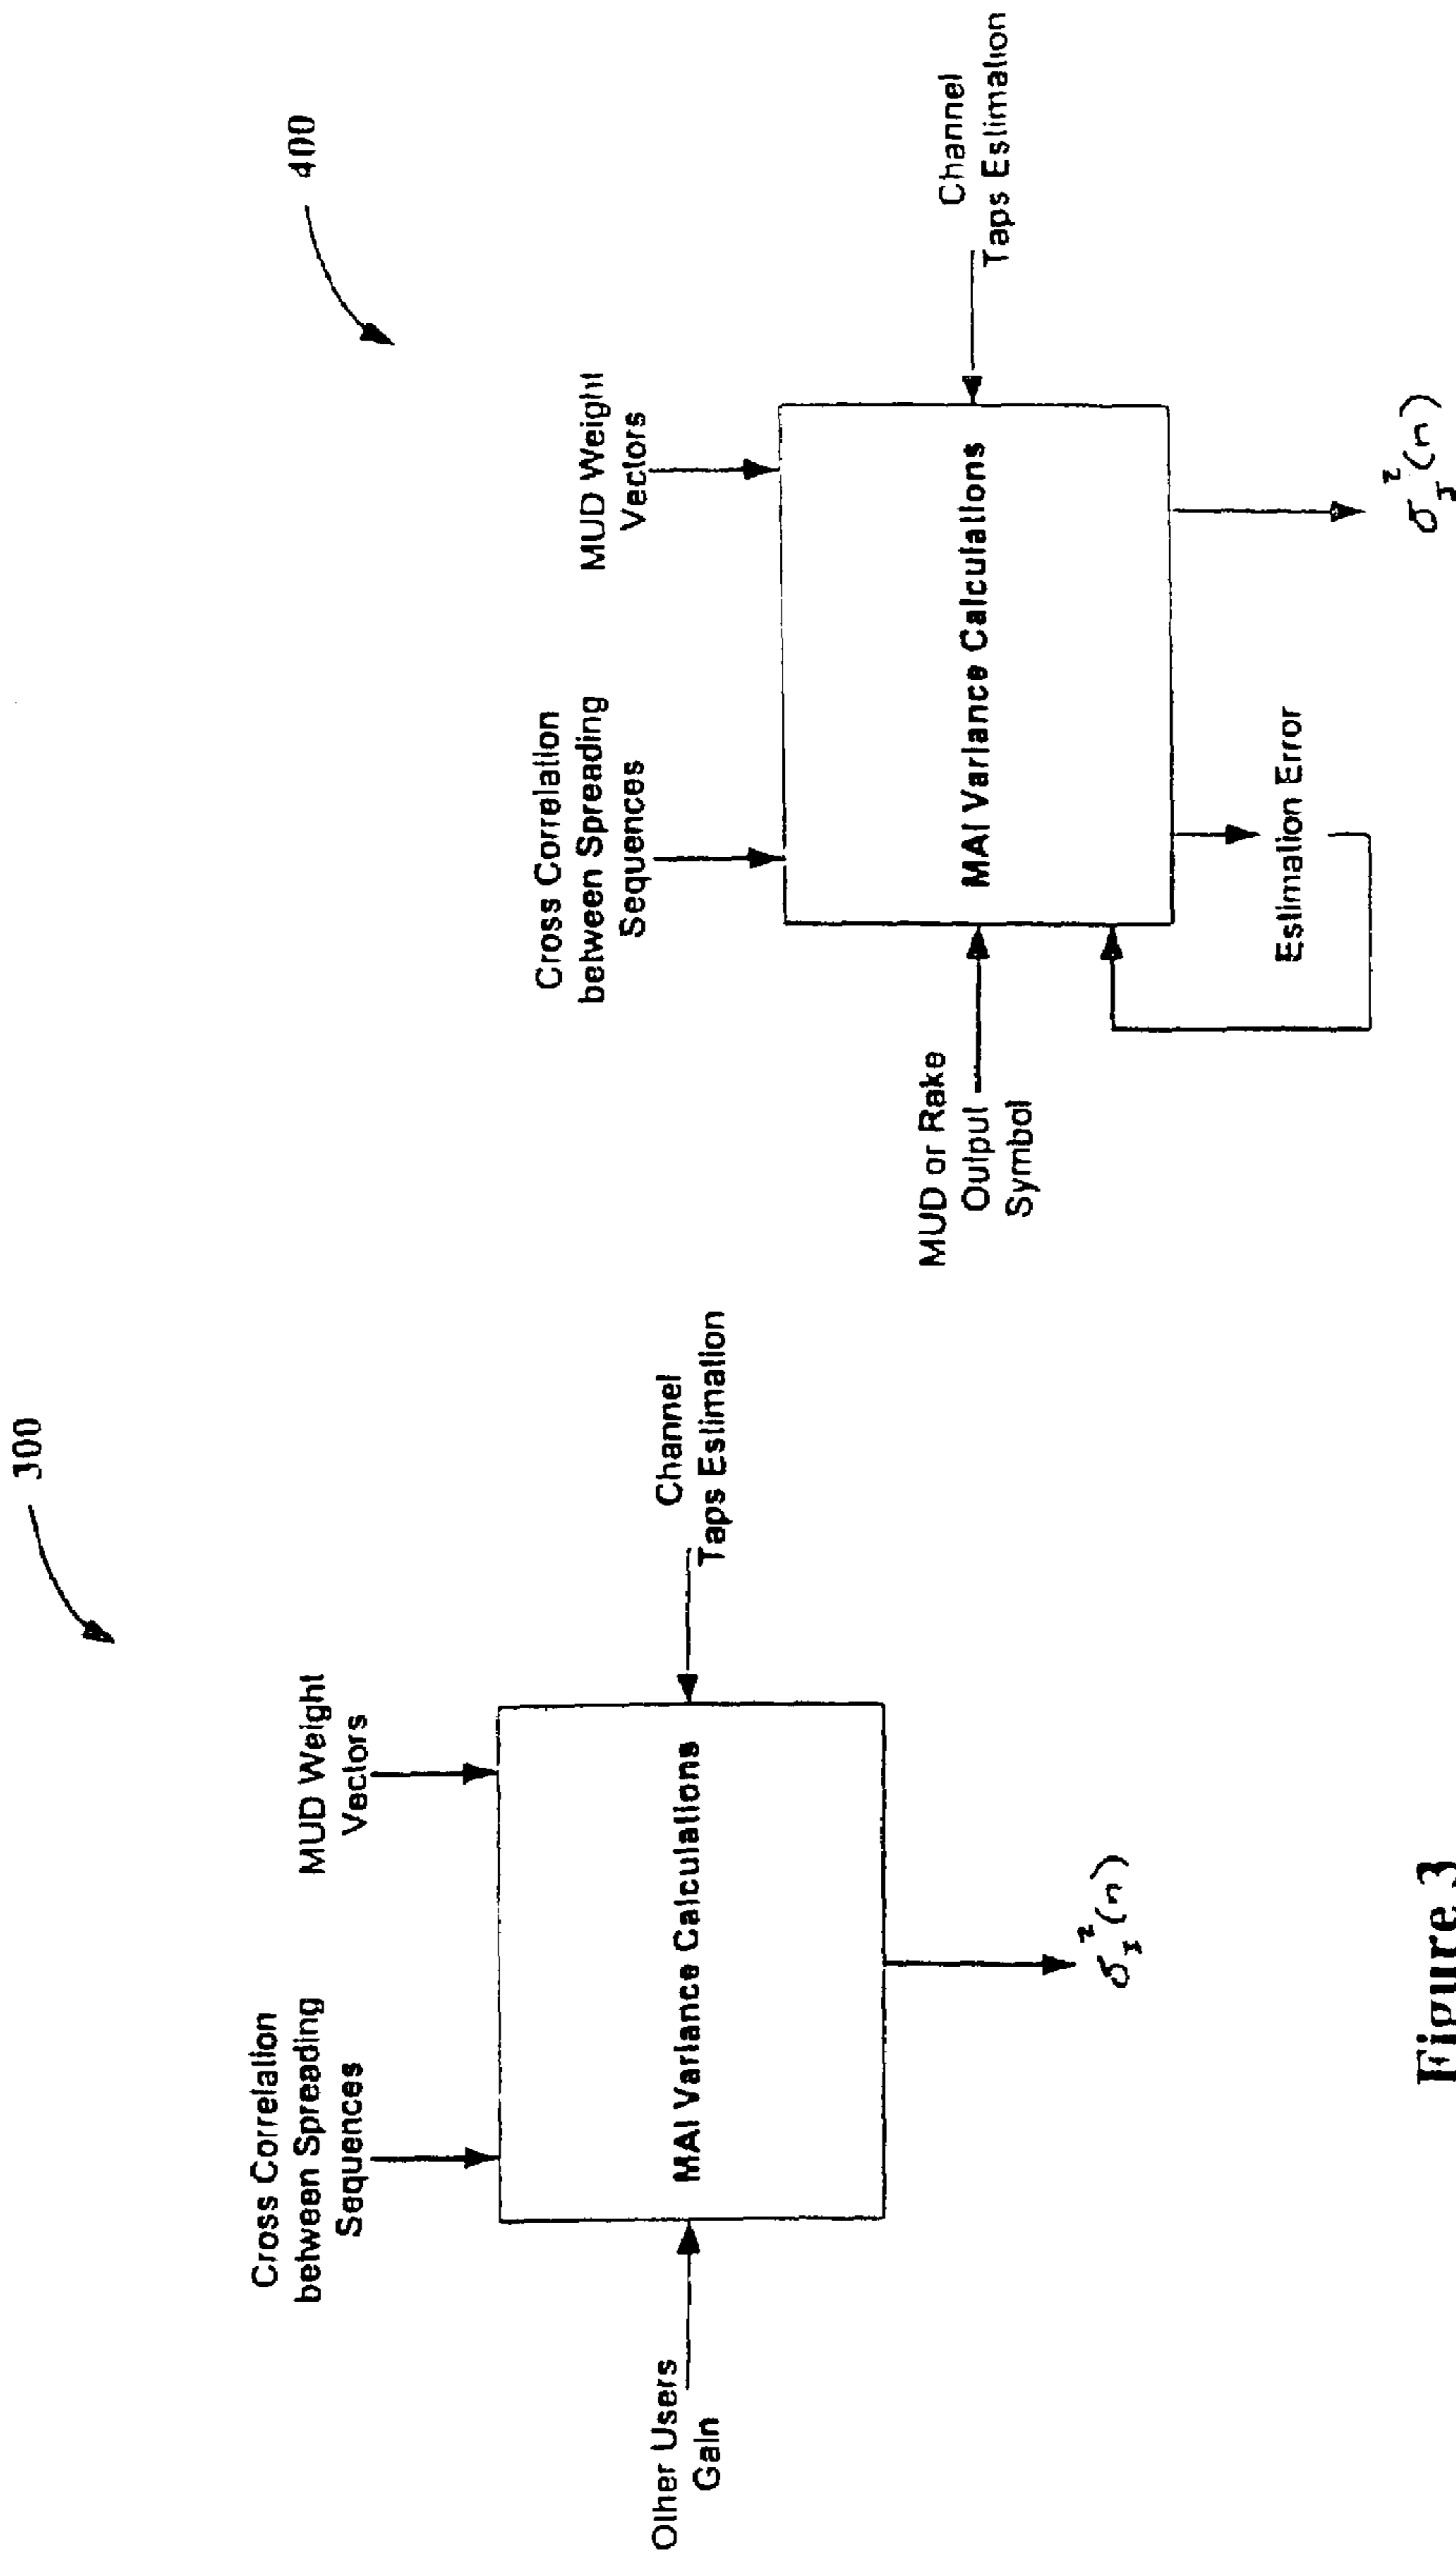 300
Cross Correlation
between Spreading
Sequences
MUD Weight
Vectors
Other Users
Gain
MAI Variance Calculations
Channel
Taps Estimation
σ_I^2(n)
Figure 3
400
Cross Correlation
between Spreading
Sequences
MUD Weight
Vectors
MUD or Rake
Output
Symbol
MAI Variance Calculations
Channel
Taps Estimation
Estimation Error
σ_I^2(n)